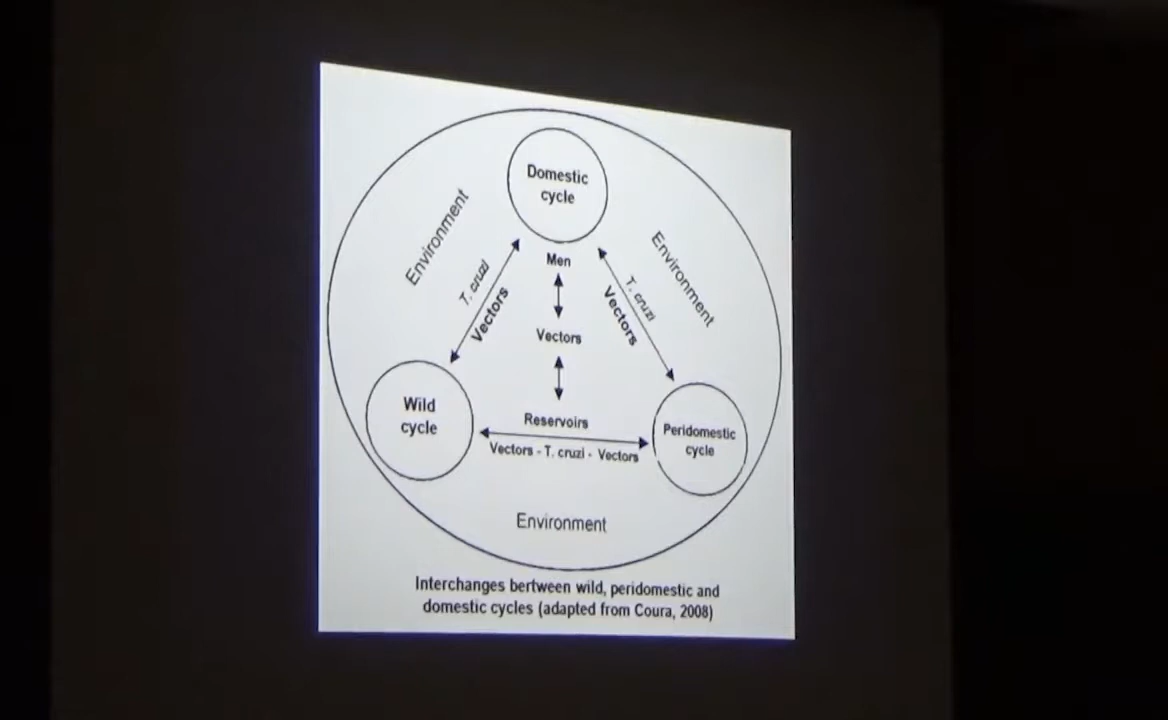 Domestic
cycle
Environment
Environment
T. cruzi
Vectors
Men
T. cruzi
Vectors
Vectors
Wild
cycle
Reservoirs
Peridomestic
cycle
Vectors - T. cruzi - Vectors
Environment
Interchanges bertween wild, peridomestic and
domestic cycles (adapted from Coura, 2008)